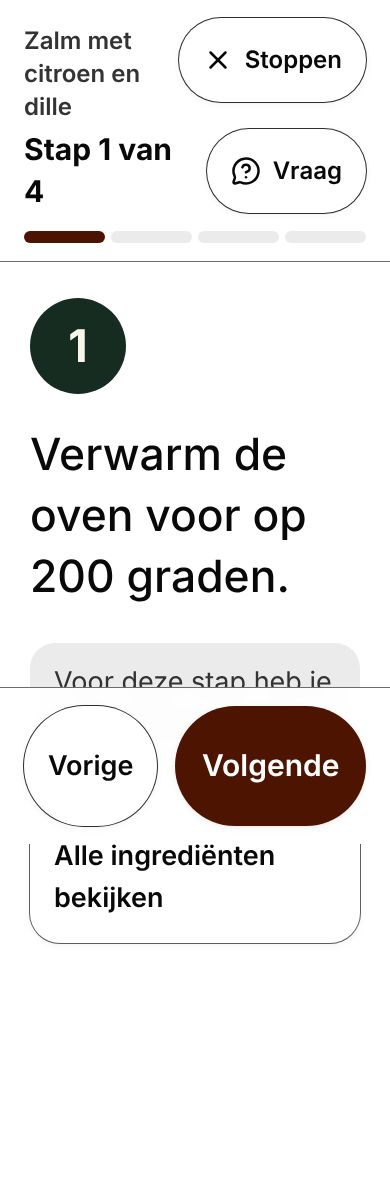 Zalm met
citroen en
dille
Stap 1 van
4
Stoppen
Vraag
1
Verwarm de
oven voor op
200 graden.
Voor deze stap heb je
Vorige
Volgende
Alle ingrediënten
bekijken